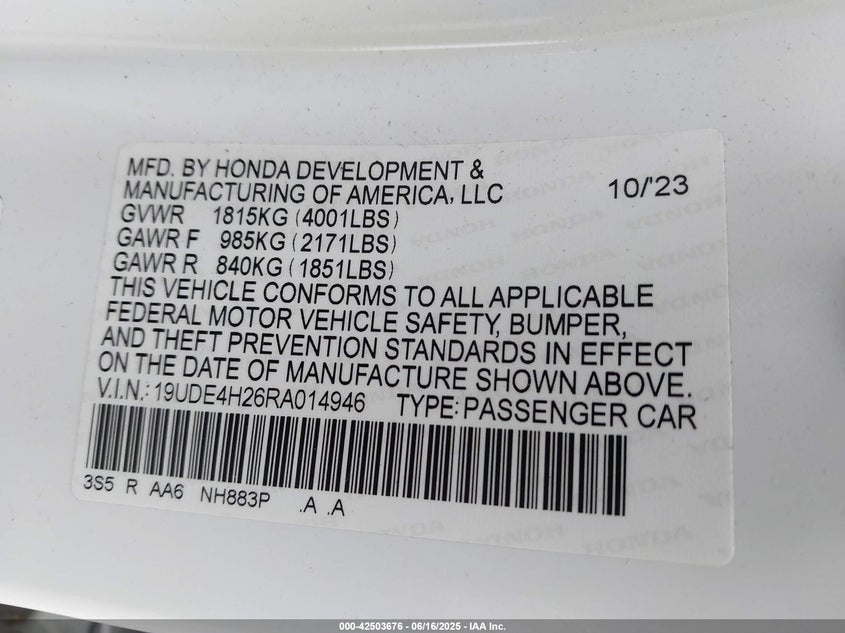 MFD. BY HONDA DEVELOPMENT &
MANUFACTURING OF AMERICA, LLC 10/'23
GVWR 1815KG (4001LBS)
GAWR F 985KG (2171LBS)
GAWR R 840KG (1851LBS)
THIS VEHICLE CONFORMS TO ALL APPLICABLE
FEDERAL MOTOR VEHICLE SAFETY, BUMPER,
AND THEFT PREVENTION STANDARDS IN EFFECT
ON THE DATE OF MANUFACTURE SHOWN ABOVE.
V.I.N.: 19UDE4H26RA014946 TYPE: PASSENGER CAR
3S5 R AA6 NH883P .A .A
000-42503676 - 06/16/2025 - IAA Inc.